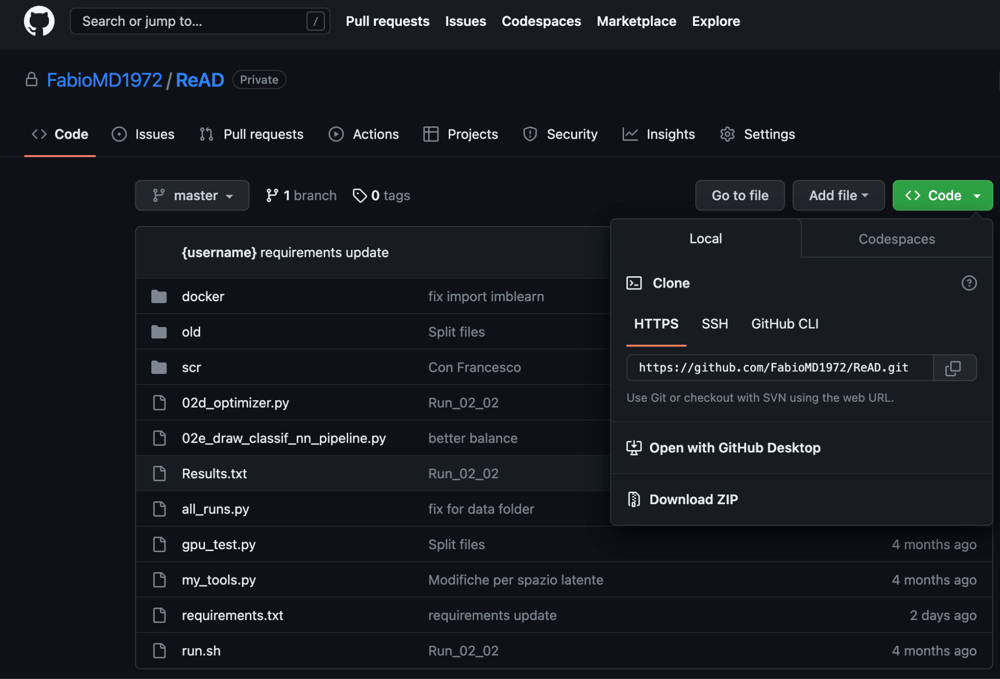 Search or jump to... / Pull requests Issues Codespaces Marketplace Explore
FabioMD1972 / ReAD Private
Code Issues Pull requests Actions Projects Security Insights Settings
master 1 branch 0 tags Go to file Add file Code
{username} requirements update
docker fix import imblearn
old Split files
scr Con Francesco
02d_optimizer.py Run_02_02
02e_draw_classif_nn_pipeline.py better balance
Results.txt Run_02_02
all_runs.py fix for data folder
gpu_test.py Split files 4 months ago
my_tools.py Modifiche per spazio latente 4 months ago
requirements.txt requirements update 2 days ago
run.sh Run_02_02 4 months ago
Local Codespaces
Clone ?
HTTPS SSH GitHub CLI
https://github.com/FabioMD1972/ReAD.git
Use Git or checkout with SVN using the web URL.
Open with GitHub Desktop
Download ZIP